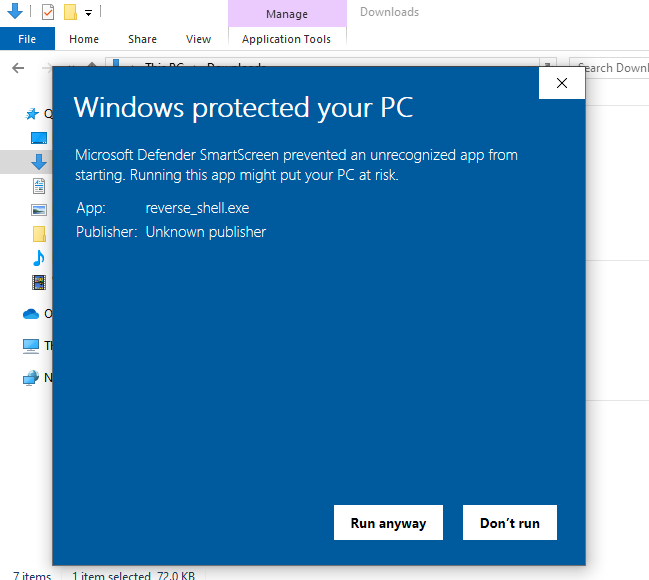 Manage
Downloads
File
Home
Share
View
Application Tools
Search Downl
Windows protected your PC
Microsoft Defender SmartScreen prevented an unrecognized app from
starting. Running this app might put your PC at risk.
App: reverse_shell.exe
Publisher: Unknown publisher
Run anyway
Don't run
7 items
1 item selected 72.0 KB